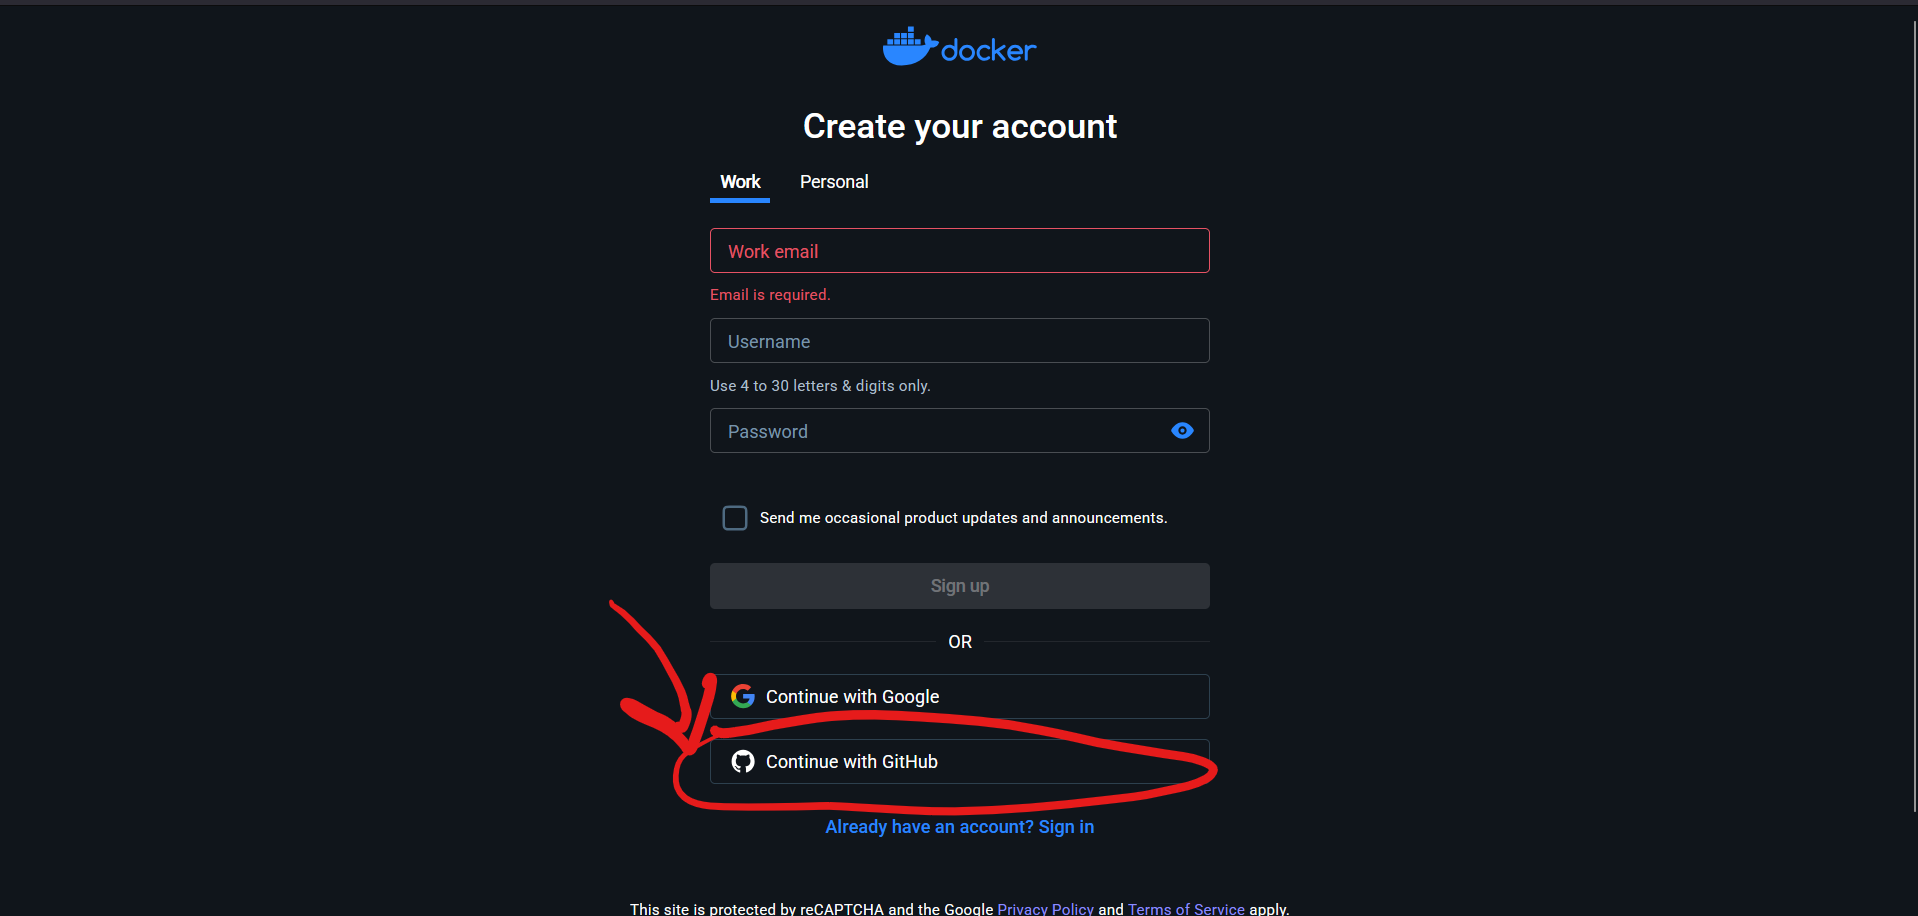 docker
Create your account
Work Personal
Work email
Email is required.
Username
Use 4 to 30 letters & digits only.
Password
Send me occasional product updates and announcements.
Sign up
OR
Continue with Google
Continue with GitHub
Already have an account? Sign in
This site is protected by reCAPTCHA and the Google Privacy Policy and Terms of Service apply.